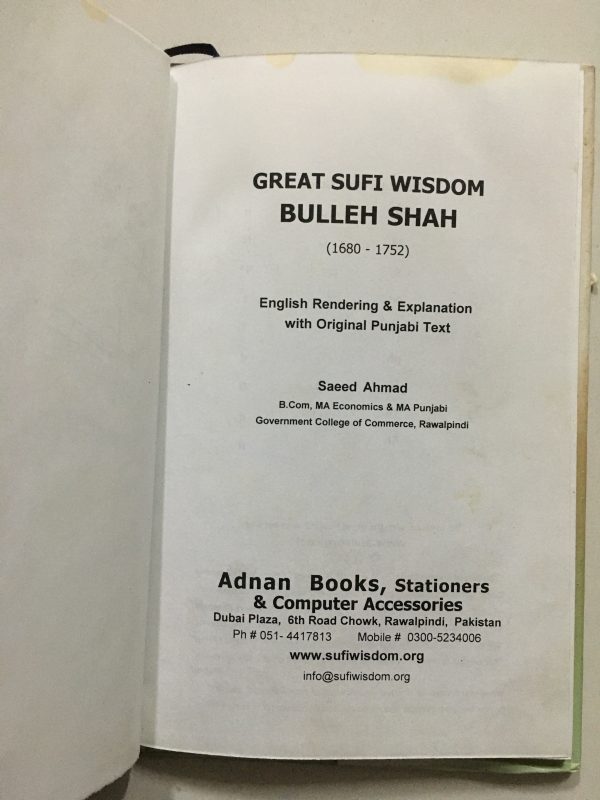 GREAT SUFI WISDOM
BULLEH SHAH
(1680 - 1752)
English Rendering & Explanation
with Original Punjabi Text
Saeed Ahmad
B.Com, MA Economics & MA Punjabi
Government College of Commerce, Rawalpindi
Adnan Books, Stationers
& Computer Accessories
Dubai Plaza, 6th Road Chowk, Rawalpindi, Pakistan
Ph # 051- 4417813 Mobile # 0300-5234006
www.sufiwisdom.org
info@sufiwisdom.org